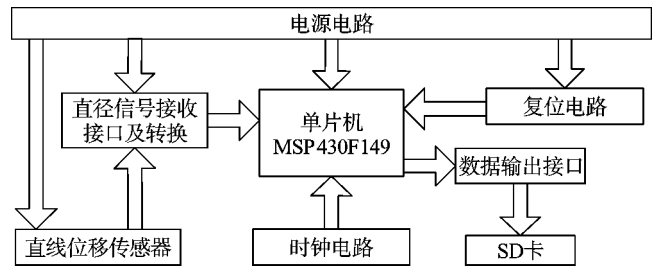 电源电路
直径信号接收
接口及转换
单片机
MSP430F149
复位电路
数据输出接口
直线位移传感器
时钟电路
SD卡